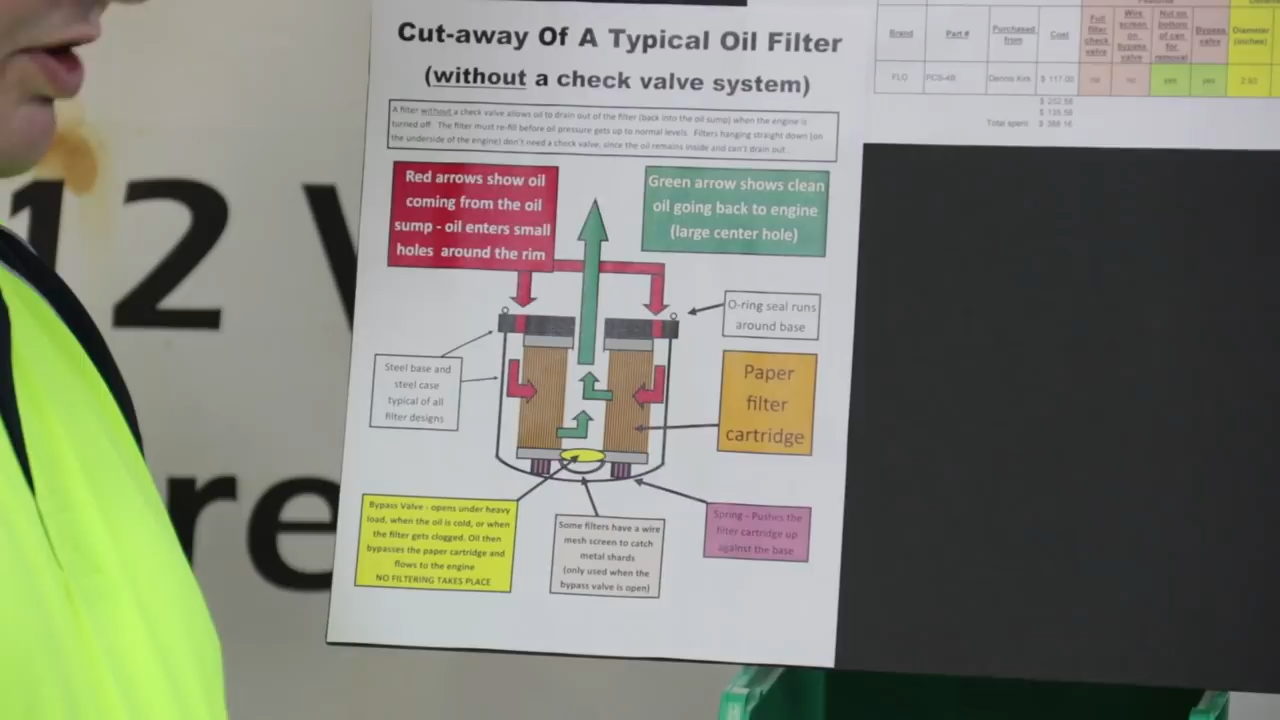 Cut-away Of A Typical Oil Filter
(without a check valve system)
A filter without a check valve allows oil to drain out of the filter (back into the oil sump) when the engine is
turned off. The filter must re-fill before oil pressure gets up to normal levels. Filters hanging straight down (on
the underside of the engine) don't need a check valve, since the oil remains inside and can't drain out.
Red arrows show oil
coming from the oil
sump - oil enters small
holes around the rim
Green arrow shows clean
oil going back to engine
(large center hole)
O-ring seal runs
around base
Steel base and
steel case
typical of all
filter designs
Paper
filter
cartridge
Bypass Valve - opens under heavy
load, when the oil is cold, or when
the filter gets clogged. Oil then
bypasses the paper cartridge and
flows to the engine
NO FILTERING TAKES PLACE
Some filters have a wire
mesh screen to catch
metal shards
(only used when the
bypass valve is open)
Spring - Pushes the
filter cartridge up
against the base
Brand
Part #
Purchased
from
Cost
Full
filter
check
valve
Wire
screen
on
bypass
valve
Nut on
bottom
of can
for
removal
Bypass
valve
Diameter
(inches)
FLO
PCS-4B
Dennis Kirk
$ 117.00
no
no
yes
yes
2.93
Total spent
12 V
re